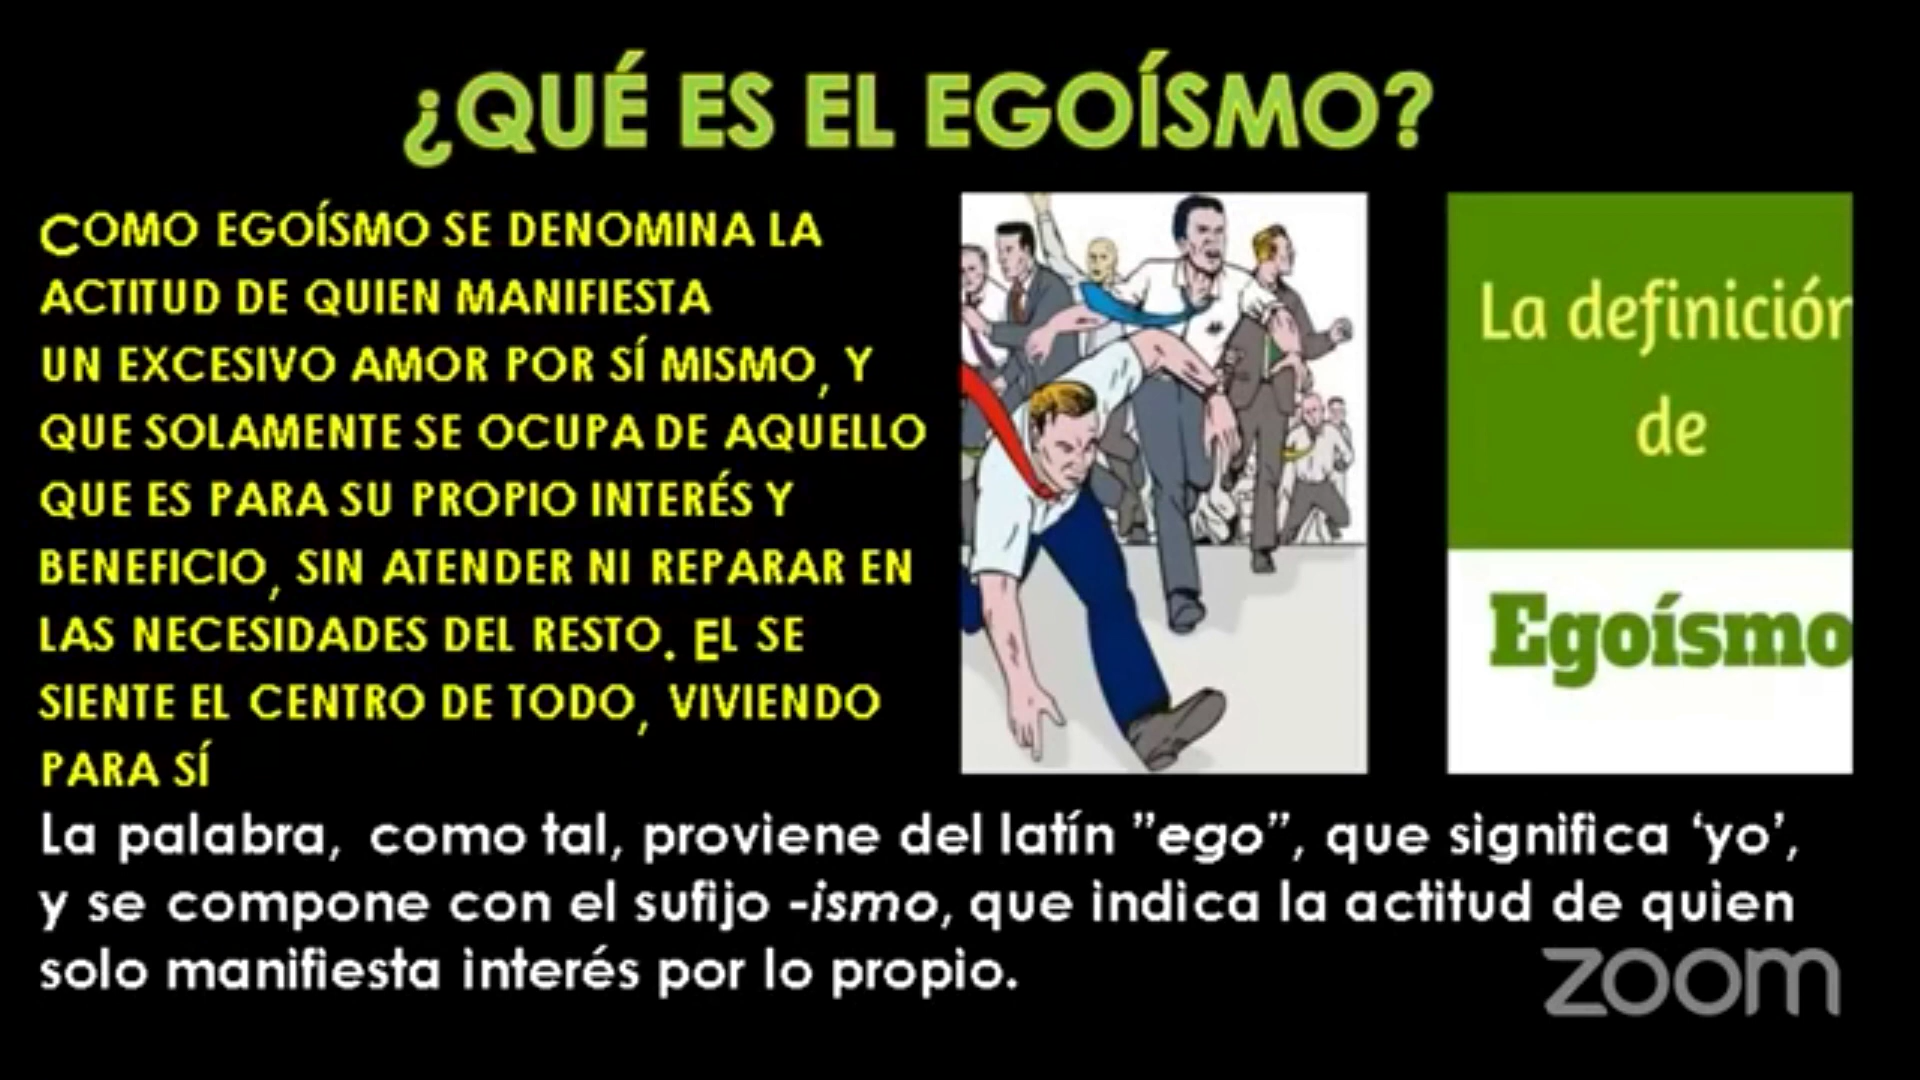 ¿QUÉ ES EL EGOÍSMO?
COMO EGOÍSMO SE DENOMINA LA
ACTITUD DE QUIEN MANIFIESTA
UN EXCESIVO AMOR POR SÍ MISMO, Y
QUE SOLAMENTE SE OCUPA DE AQUELLO
QUE ES PARA SU PROPIO INTERÉS Y
BENEFICIO, SIN ATENDER NI REPARAR EN
LAS NECESIDADES DEL RESTO. EL SE
SIENTE EL CENTRO DE TODO, VIVIENDO
PARA SÍ
La definición
de
Egoísmo
La palabra, como tal, proviene del latín ”ego”, que significa ‘yo’,
y se compone con el sufijo -ismo, que indica la actitud de quien
solo manifiesta interés por lo propio.
zoom